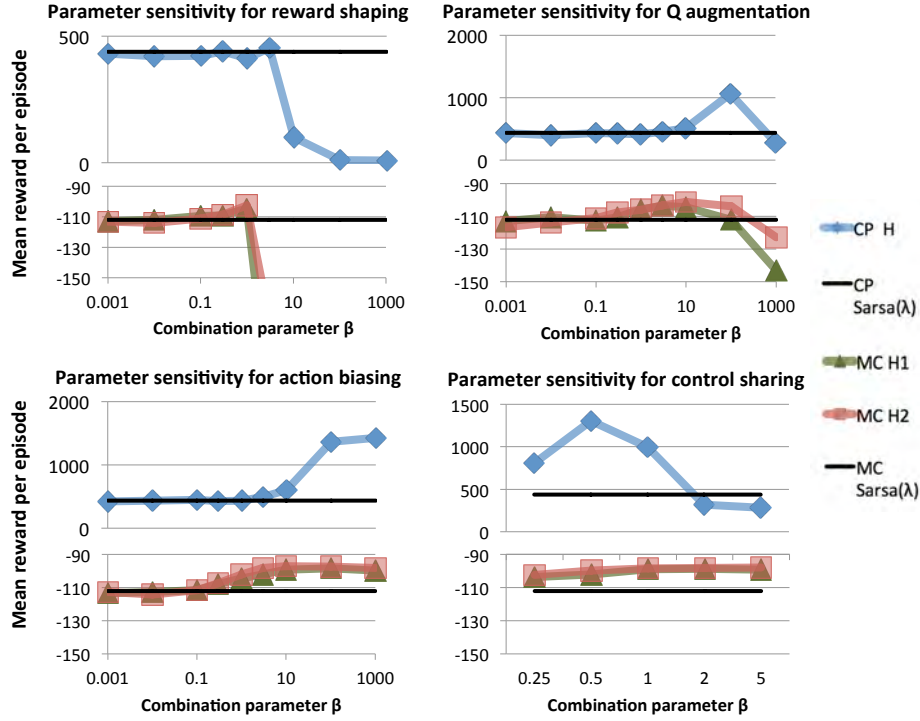 Parameter sensitivity for reward shaping
500
0
-90
-110
-130
-150
0.001
0.1
10
1000
Combination parameter β
Mean reward per episode
Parameter sensitivity for Q augmentation
2000
1000
0
-90
-110
-130
-150
0.001
0.1
10
1000
Combination parameter β
Parameter sensitivity for action biasing
2000
1000
0
-90
-110
-130
-150
0.001
0.1
10
1000
Combination parameter β
Mean reward per episode
Parameter sensitivity for control sharing
1500
1000
500
0
-90
-110
-130
-150
0.25
0.5
1
2
5
Combination parameter β
CP H
CP
Sarsa(λ)
MC H1
MC H2
MC
Sarsa(λ)